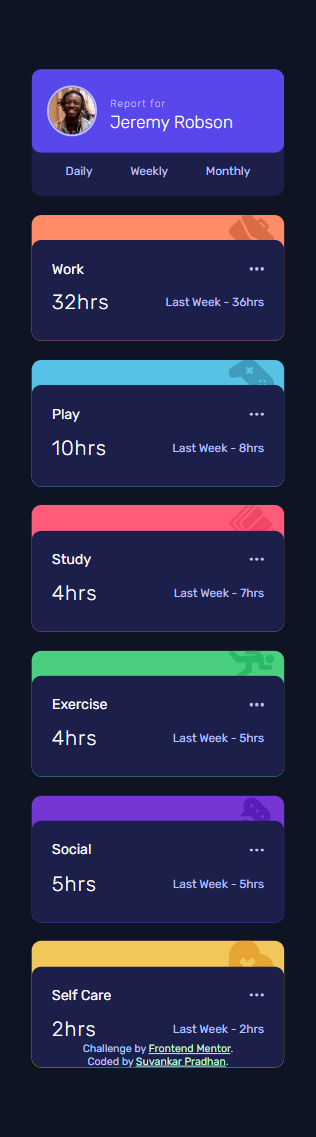 Report for
Jeremy Robson
Daily Weekly Monthly
Work
32hrs Last Week - 36hrs
Play
10hrs Last Week - 8hrs
Study
4hrs Last Week - 7hrs
Exercise
4hrs Last Week - 5hrs
Social
5hrs Last Week - 5hrs
Self Care
2hrs Last Week - 2hrs
Challenge by Frontend Mentor.
Coded by Suvankar Pradhan.